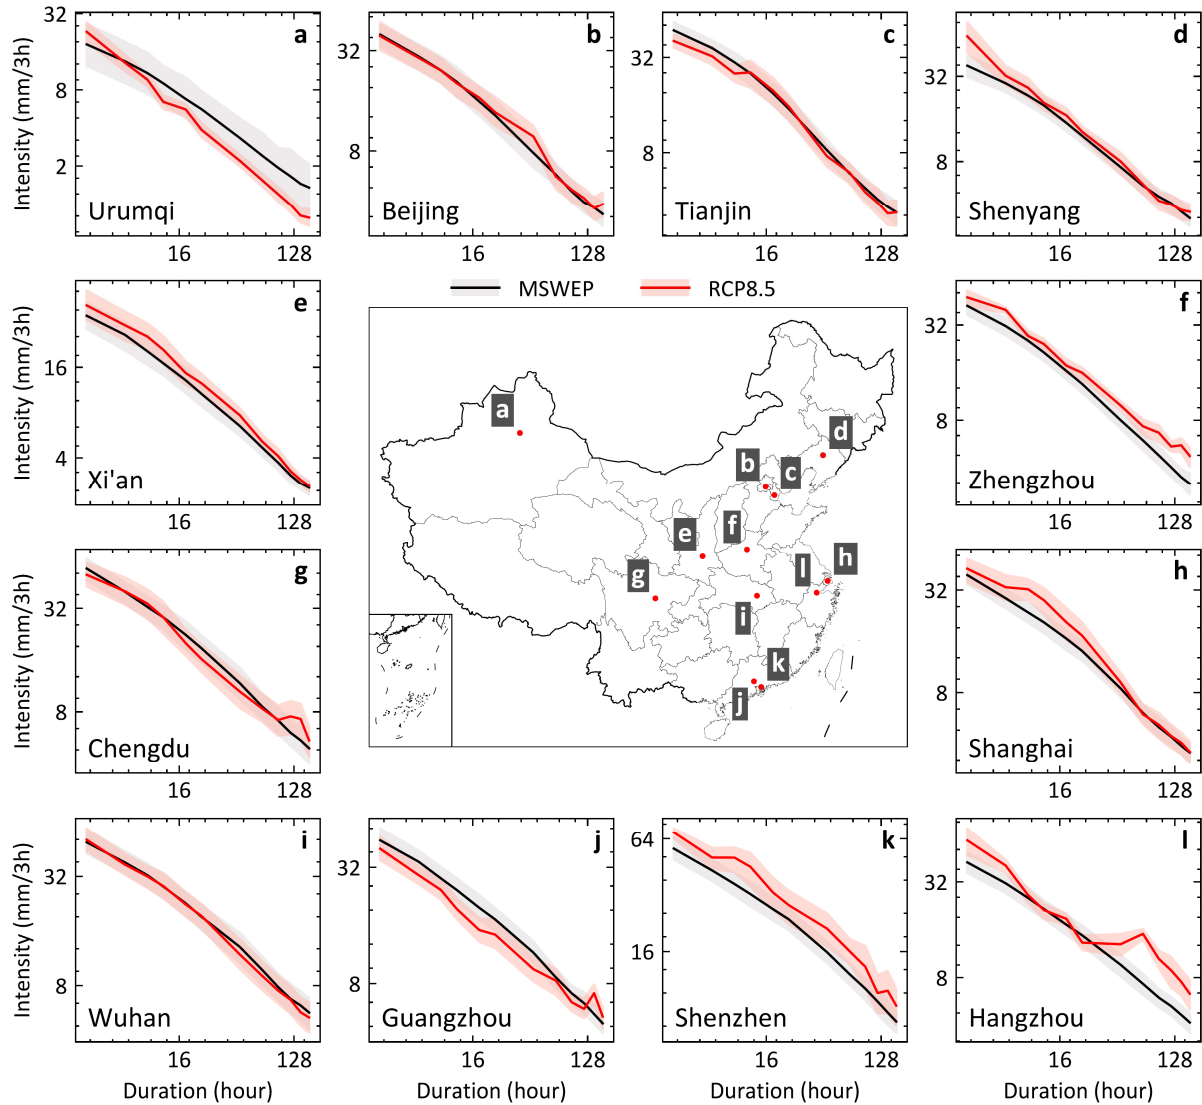 32
8
2
Intensity (mm/3h)
a
Urumqi
16
128
32
8
b
Beijing
16
128
32
8
c
Tianjin
16
128
32
8
d
Shenyang
16
128
MSWEP
RCP8.5
16
4
Intensity (mm/3h)
e
Xi'an
16
128
a
b
c
d
e
f
g
h
i
j
k
l
32
8
f
Zhengzhou
16
128
32
8
Intensity (mm/3h)
g
Chengdu
16
128
32
8
h
Shanghai
16
128
32
8
Intensity (mm/3h)
i
Wuhan
16
128
Duration (hour)
32
8
j
Guangzhou
16
128
Duration (hour)
64
16
k
Shenzhen
16
128
Duration (hour)
32
8
l
Hangzhou
16
128
Duration (hour)